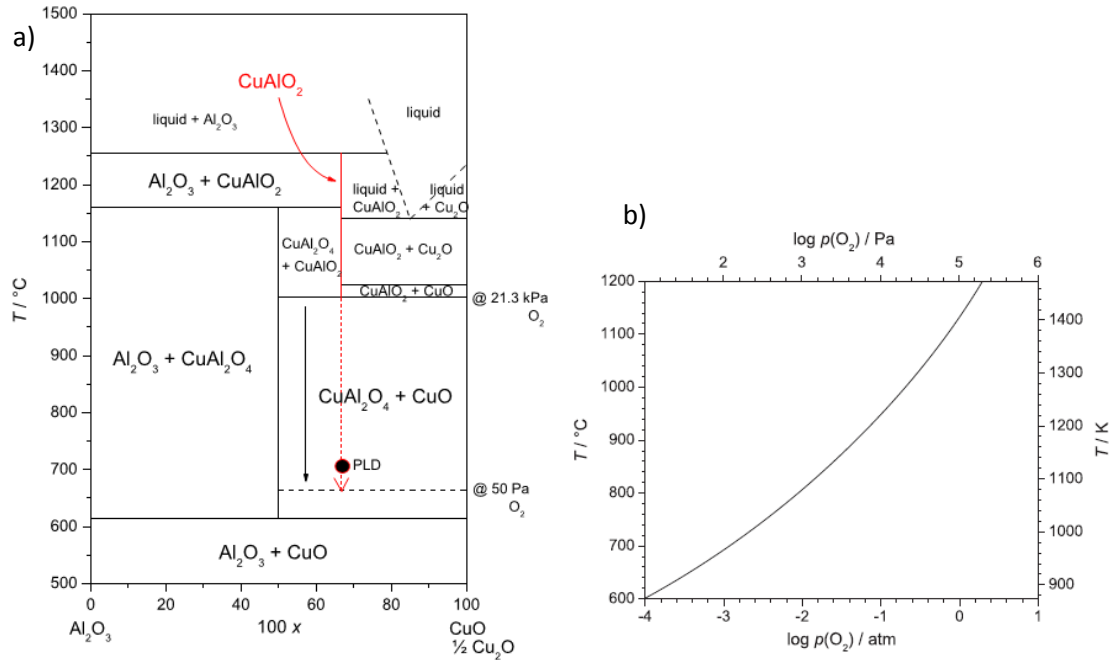 a)
1500
1400
1300
1200
1100
1000
900
800
700
600
500
T / °C
CuAlO₂
liquid + Al₂O₃
liquid
Al₂O₃ + CuAlO₂
liquid +
CuAlO₂
liquid
+ Cu₂O
CuAl₂O₄
+ CuAlO₂
CuAlO₂ + Cu₂O
CuAlO₂ + CuO
@ 21.3 kPa
O₂
Al₂O₃ + CuAl₂O₄
CuAl₂O₄ + CuO
PLD
@ 50 Pa
O₂
Al₂O₃ + CuO
0 20 40 60 80 100
Al₂O₃ 100 x CuO
½ Cu₂O
b)
log p(O₂) / Pa
2 3 4 5 6
1200
1100
1000
900
800
700
600
T / °C
1400
1300
1200
1100
1000
900
T / K
-4 -3 -2 -1 0 1
log p(O₂) / atm